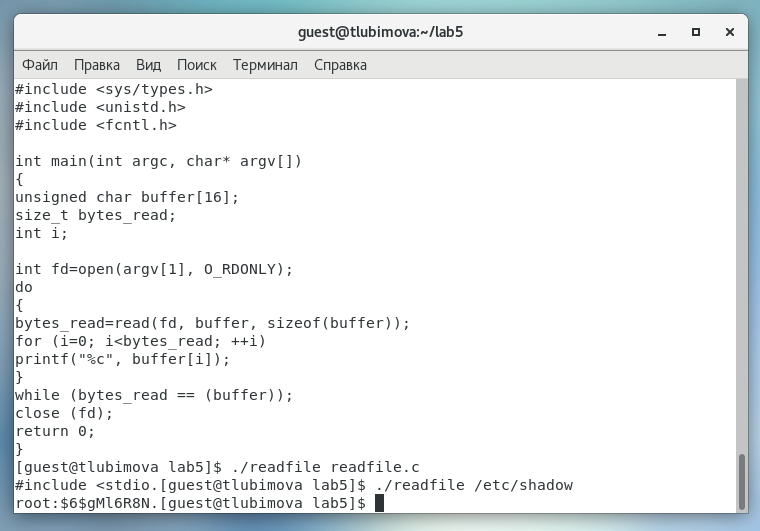 guest@tlubimova:~/lab5
Файл Правка Вид Поиск Терминал Справка
#include <sys/types.h>
#include <unistd.h>
#include <fcntl.h>
int main(int argc, char* argv[])
{
unsigned char buffer[16];
size_t bytes_read;
int i;
int fd=open(argv[1], O_RDONLY);
do
{
bytes_read=read(fd, buffer, sizeof(buffer));
for (i=0; i<bytes_read; ++i)
printf("%c", buffer[i]);
}
while (bytes_read == (buffer));
close (fd);
return 0;
}
[guest@tlubimova lab5]$ ./readfile readfile.c
#include <stdio.[guest@tlubimova lab5]$ ./readfile /etc/shadow
root:$6$gMl6R8N.[guest@tlubimova lab5]$